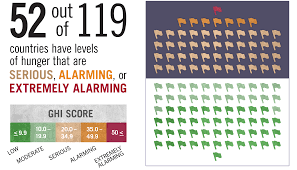 52 out of 119
countries have levels
of hunger that are
SERIOUS, ALARMING, or
EXTREMELY ALARMING
GHI SCORE
≤ 9.9
10.0–
19.9
20.0–
34.9
35.0–
49.9
50 ≤
LOW
MODERATE
SERIOUS
ALARMING
EXTREMELY
ALARMING